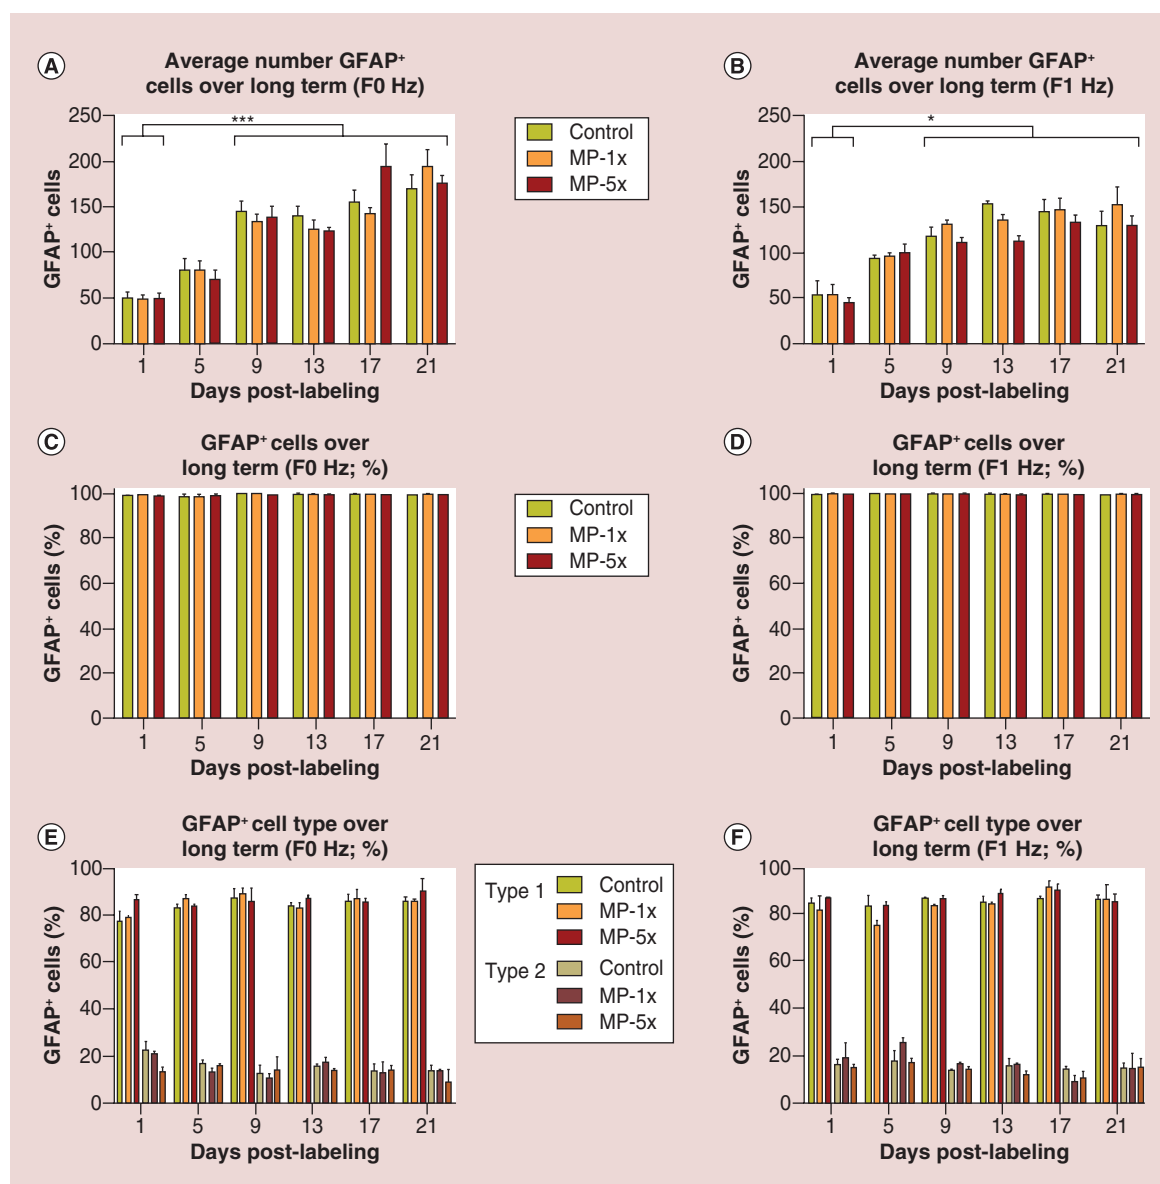 A
Average number GFAP+
cells over long term (F0 Hz)
250
200
150
100
50
0
GFAP+ cells
***
1 5 9 13 17 21
Days post-labeling
Control
MP-1x
MP-5x
B
Average number GFAP+
cells over long term (F1 Hz)
250
200
150
100
50
0
GFAP+ cells
*
1 5 9 13 17 21
Days post-labeling
C
GFAP+ cells over
long term (F0 Hz; %)
100
80
60
40
20
0
GFAP+ cells (%)
1 5 9 13 17 21
Days post-labeling
Control
MP-1x
MP-5x
D
GFAP+ cells over
long term (F1 Hz; %)
100
80
60
40
20
0
GFAP+ cells (%)
1 5 9 13 17 21
Days post-labeling
E
GFAP+ cell type over
long term (F0 Hz; %)
100
80
60
40
20
0
GFAP+ cells (%)
1 5 9 13 17 21
Days post-labeling
Type 1 Control
MP-1x
MP-5x
Type 2 Control
MP-1x
MP-5x
F
GFAP+ cell type over
long term (F1 Hz; %)
100
80
60
40
20
0
GFAP+ cells (%)
1 5 9 13 17 21
Days post-labeling